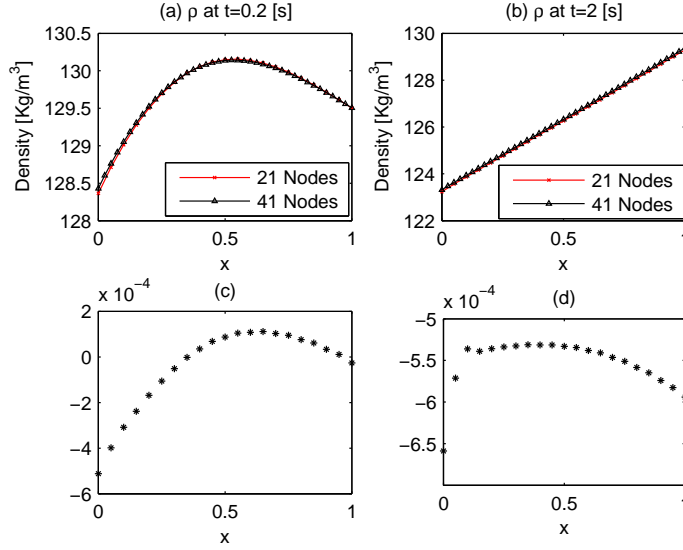 (a) ρ at t=0.2 [s]
130.5
130
129.5
129
128.5
128
Density [Kg/m³]
21 Nodes
41 Nodes
0
0.5
1
x
(b) ρ at t=2 [s]
130
128
126
124
122
Density [Kg/m³]
21 Nodes
41 Nodes
0
0.5
1
x
(c)
x 10⁻⁴
2
0
−2
−4
−6
0
0.5
1
x
(d)
x 10⁻⁴
−5
−5.5
−6
−6.5
0
0.5
1
x